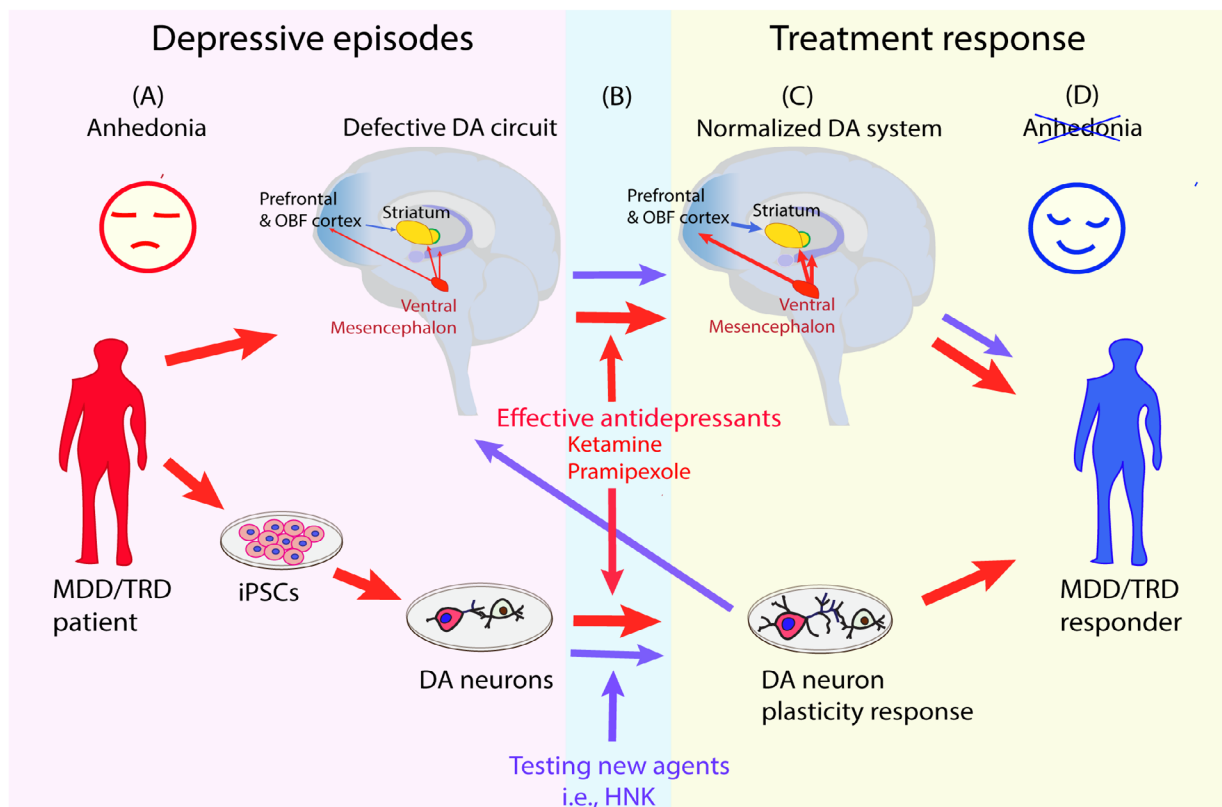 Depressive episodes
Treatment response
(A)
Anhedonia
Defective DA circuit
(B)
(C)
Normalized DA system
(D)
Anhedonia
Prefrontal
& OBF cortex
Striatum
Ventral
Mesencephalon
Prefrontal
& OBF cortex
Striatum
Ventral
Mesencephalon
Effective antidepressants
Ketamine
Pramipexole
MDD/TRD
patient
iPSCs
DA neurons
DA neuron
plasticity response
MDD/TRD
responder
Testing new agents
i.e., HNK